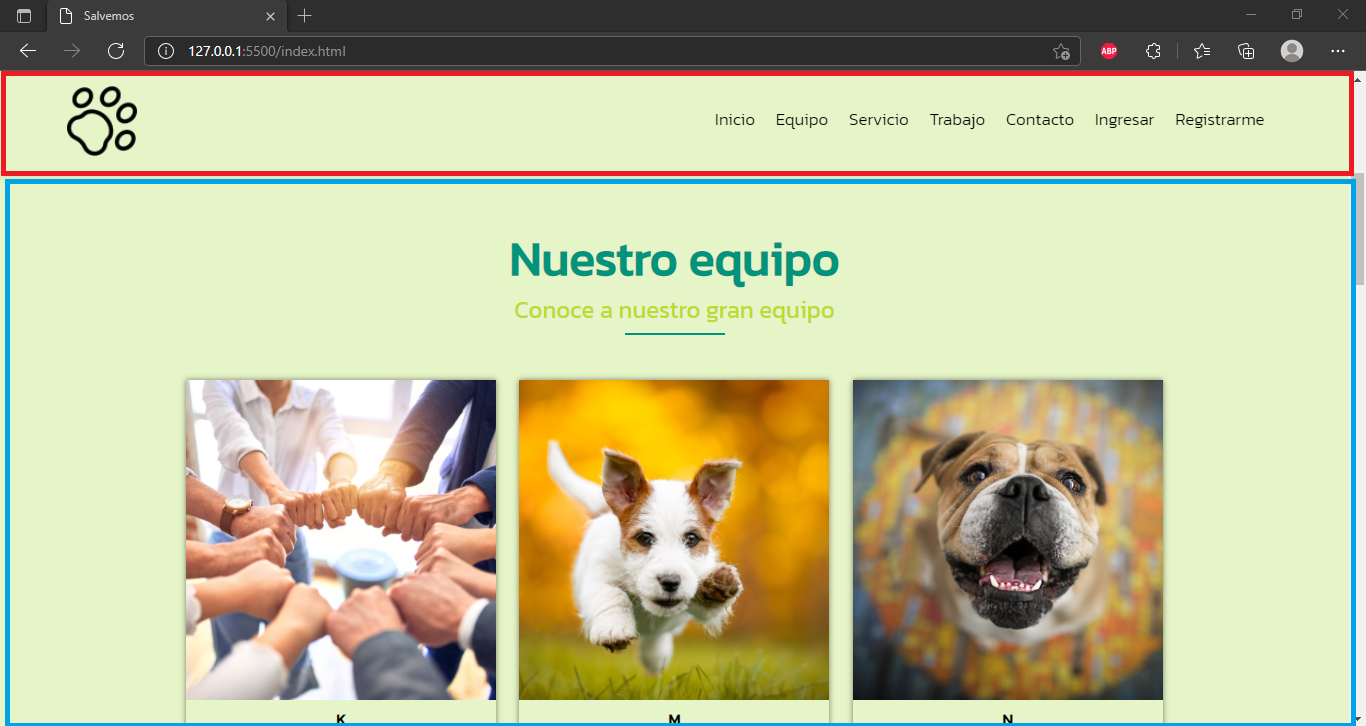 Salvemos
127.0.0.1:5500/index.html
ABP
Inicio Equipo Servicio Trabajo Contacto Ingresar Registrarme
Nuestro equipo
Conoce a nuestro gran equipo
K M N